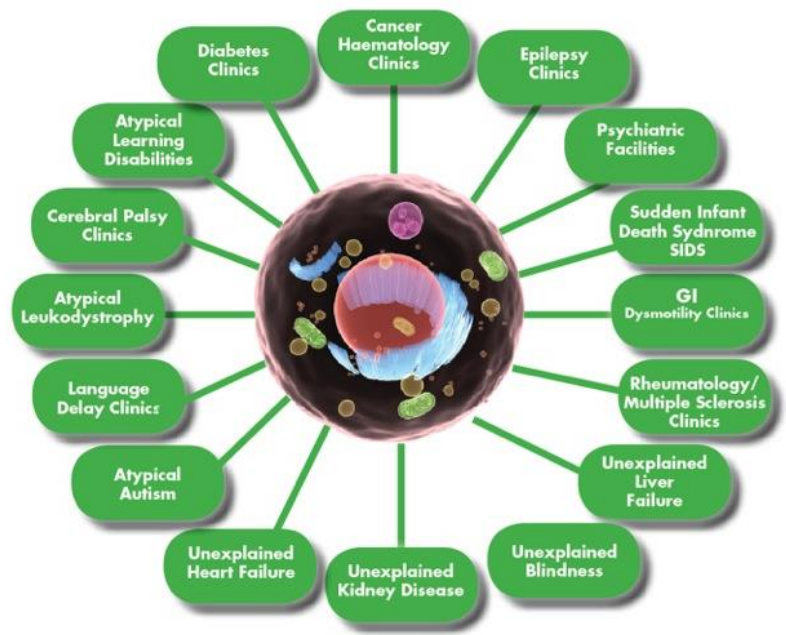 Cancer
Haematology
Clinics
Epilepsy
Clinics
Psychiatric
Facilities
Sudden Infant
Death Sydnrome
SIDS
GI
Dysmotility Clinics
Rheumatology/
Multiple Sclerosis
Clinics
Unexplained
Liver
Failure
Unexplained
Blindness
Unexplained
Kidney Disease
Unexplained
Heart Failure
Atypical
Autism
Language
Delay Clinics
Atypical
Leukodystrophy
Cerebral Palsy
Clinics
Atypical
Learning
Disabilities
Diabetes
Clinics